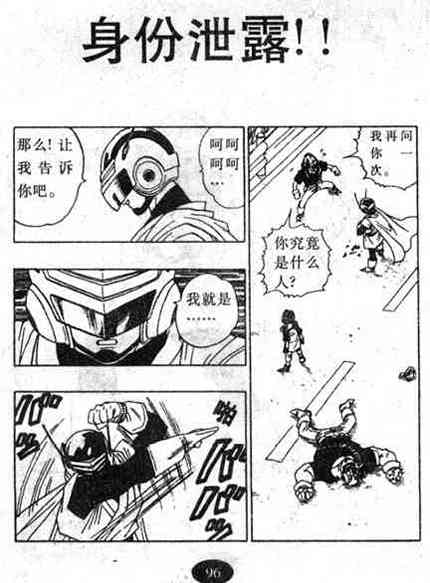 身份泄露!!
我再问
你一
次。
你究竟
是什么
人?
呵呵
呵呵
…
那么! 让
我告诉
你吧。
我就是
……
啪
96